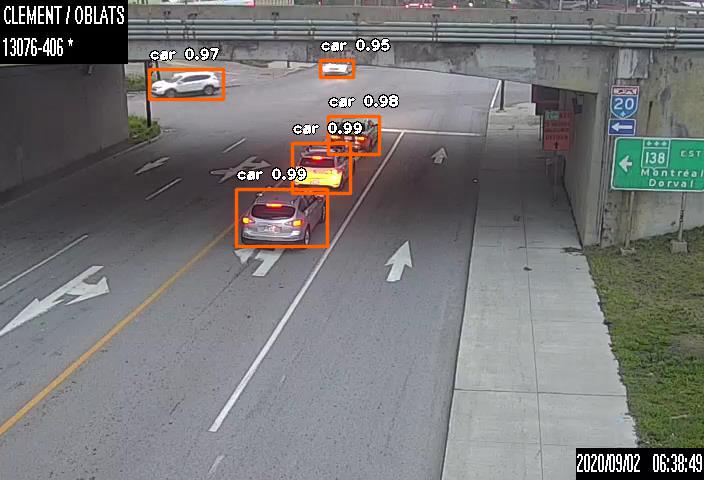 CLEMENT / OBLATS
13076-406 *
car 0.97
car 0.95
car 0.98
car 0.99
car 0.99
20
138 EST
Montréal
Dorval
2020/09/02 06:38:49